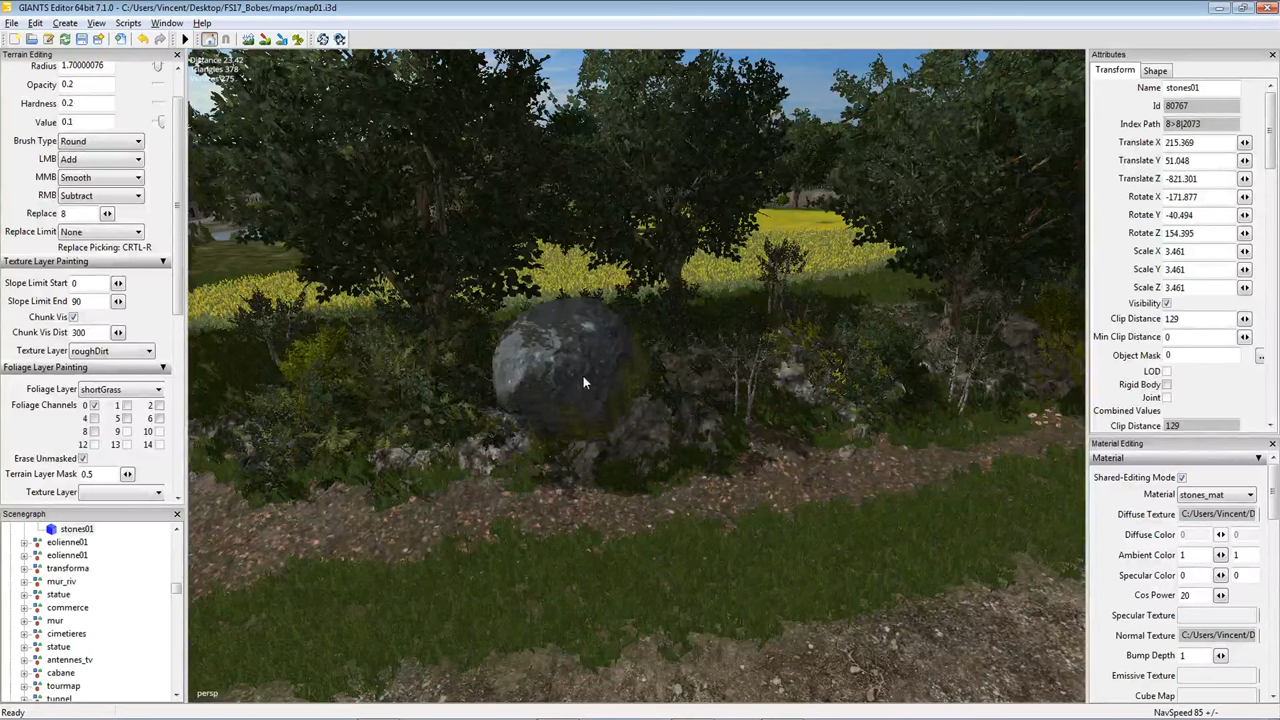 GIANTS Editor 64bit 7.1.0 - C:/Users/Vincent/Desktop/FS17_Bobes/maps/map01.i3d
File Edit Create View Scripts Window Help
Terrain Editing
Radius 1.70000076
Opacity 0.2
Hardness 0.2
Value 0.1
Brush Type Round
LMB Add
MMB Smooth
RMB Subtract
Replace 8
Replace Limit None
Replace Picking: CRTL-R
Texture Layer Painting
Slope Limit Start 0
Slope Limit End 90
Chunk Vis
Chunk Vis Dist 300
Texture Layer roughDirt
Foliage Layer Painting
Foliage Layer shortGrass
Foliage Channels 0 1 2
4 5 6
8 9 10
12 13 14
Erase Unmasked
Terrain Layer Mask 0.5
Texture Layer
Scenegraph
stones01
eolienne01
eolienne01
transforma
mur_riv
statue
commerce
mur
cimetieres
statue
antennes_tv
cabane
tourmap
tunnel
Distance 23.42
Triangles 378
persp
Attributes
Transform Shape
Name stones01
Id 80767
Index Path 8>8|2073
Translate X 215.369
Translate Y 51.048
Translate Z -821.301
Rotate X -171.877
Rotate Y -40.494
Rotate Z 154.395
Scale X 3.461
Scale Y 3.461
Scale Z 3.461
Visibility
Clip Distance 129
Min Clip Distance 0
Object Mask 0 ..
LOD
Rigid Body
Joint
Combined Values
Clip Distance 129
Material Editing
Material
Shared-Editing Mode
Material stones_mat
Diffuse Texture C:/Users/Vincent/D
Diffuse Color 0 0
Ambient Color 1 1
Specular Color 0 0
Cos Power 20
Specular Texture
Normal Texture C:/Users/Vincent/D
Bump Depth 1
Emissive Texture
Cube Map
Ready
NavSpeed 85 +/-